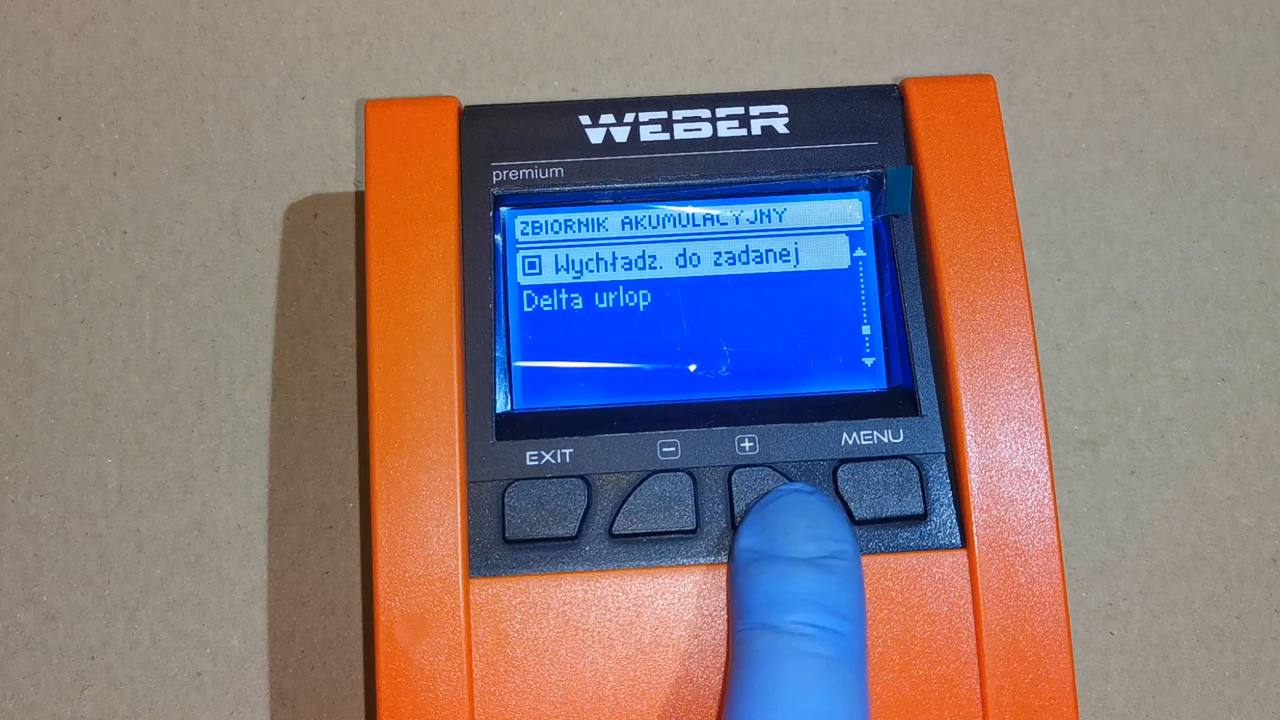 WEBER
premium
ZBIORNIK AKUMULACYJNY
Wychładz. do zadanej
Delta urlop
EXIT - + MENU